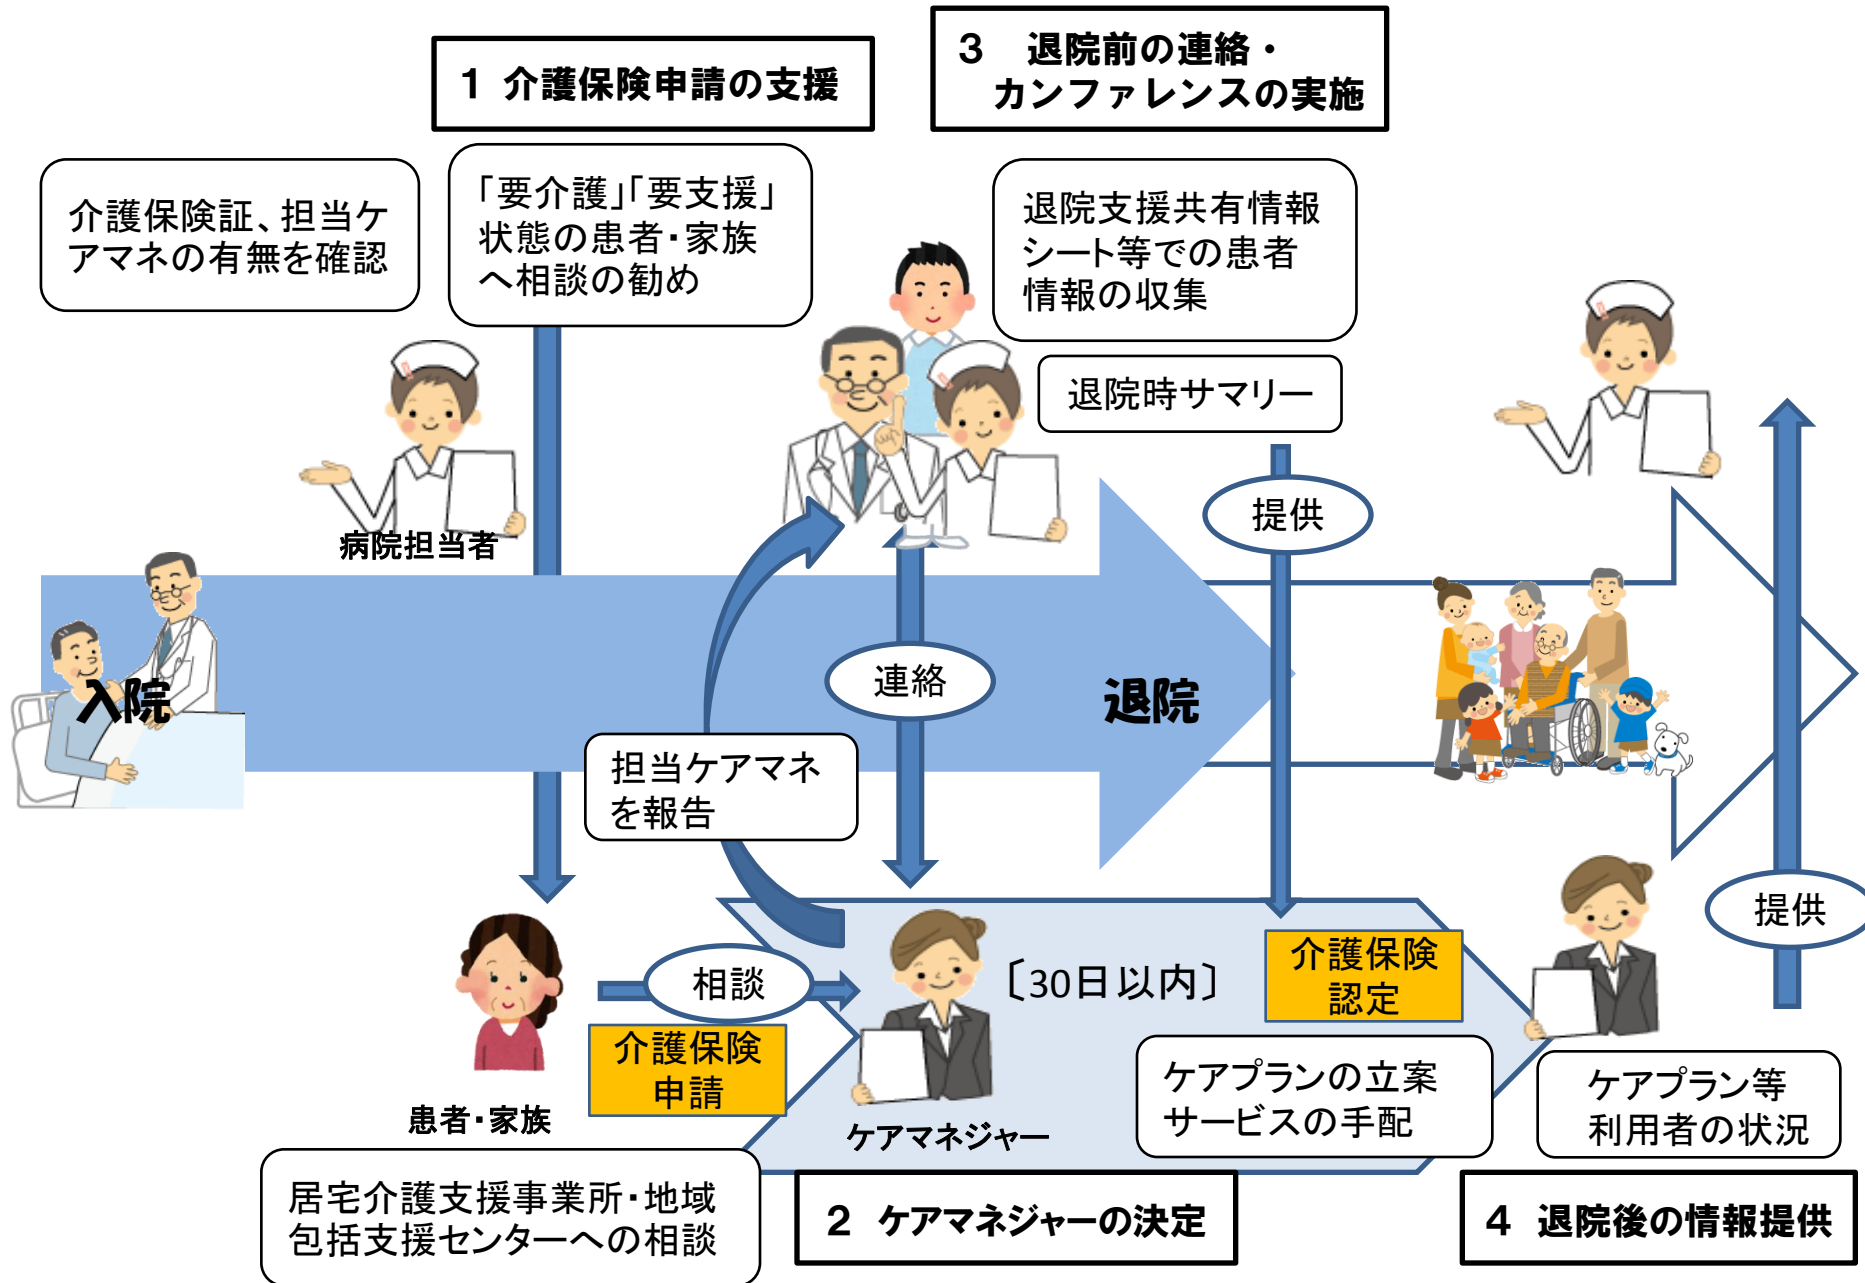 1 介護保険申請の支援
3 退院前の連絡・
カンファレンスの実施
介護保険証、担当ケ
アマネの有無を確認
「要介護」「要支援」
状態の患者・家族
へ相談の勧め
退院支援共有情報
シート等での患者
情報の収集
退院時サマリー
提供
病院担当者
入院
連絡
退院
担当ケアマネ
を報告
提供
相談
〔30日以内〕
介護保険
認定
介護保険
申請
ケアプランの立案
サービスの手配
ケアプラン等
利用者の状況
患者・家族
ケアマネジャー
居宅介護支援事業所・地域
包括支援センターへの相談
2 ケアマネジャーの決定
4 退院後の情報提供